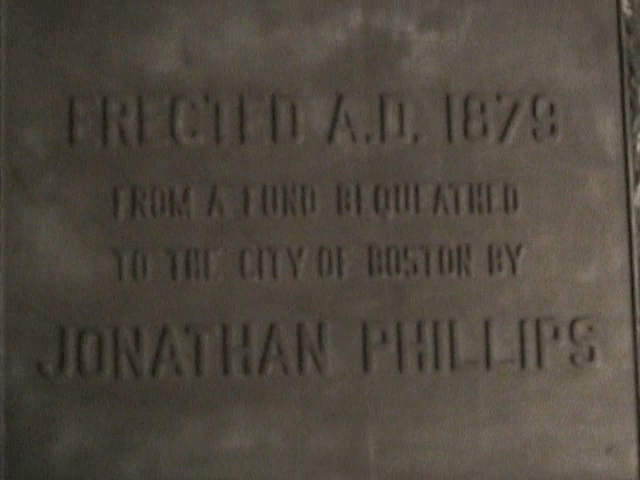 ERECTED A.D. 1879
FROM A FUND BEQUEATHED
TO THE CITY OF BOSTON BY
JONATHAN PHILLIPS